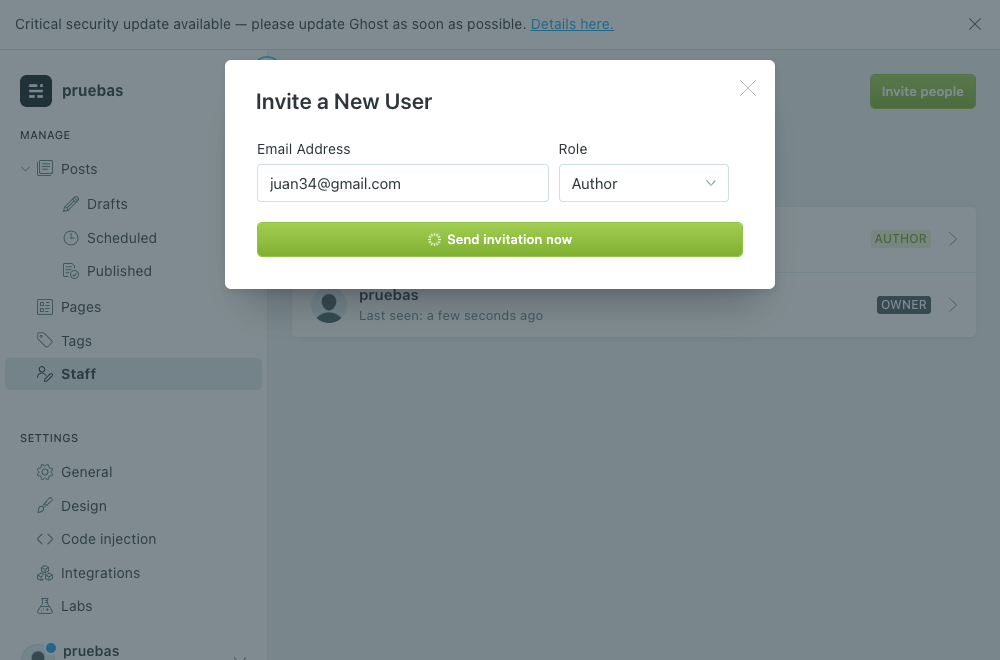 Critical security update available — please update Ghost as soon as possible. Details here.
pruebas
Invite people
MANAGE
Posts
Drafts
Scheduled
Published
Pages
Tags
Staff
SETTINGS
General
Design
Code injection
Integrations
Labs
pruebas
Invite a New User
Email Address
Role
juan34@gmail.com
Author
Send invitation now
AUTHOR
pruebas
Last seen: a few seconds ago
OWNER